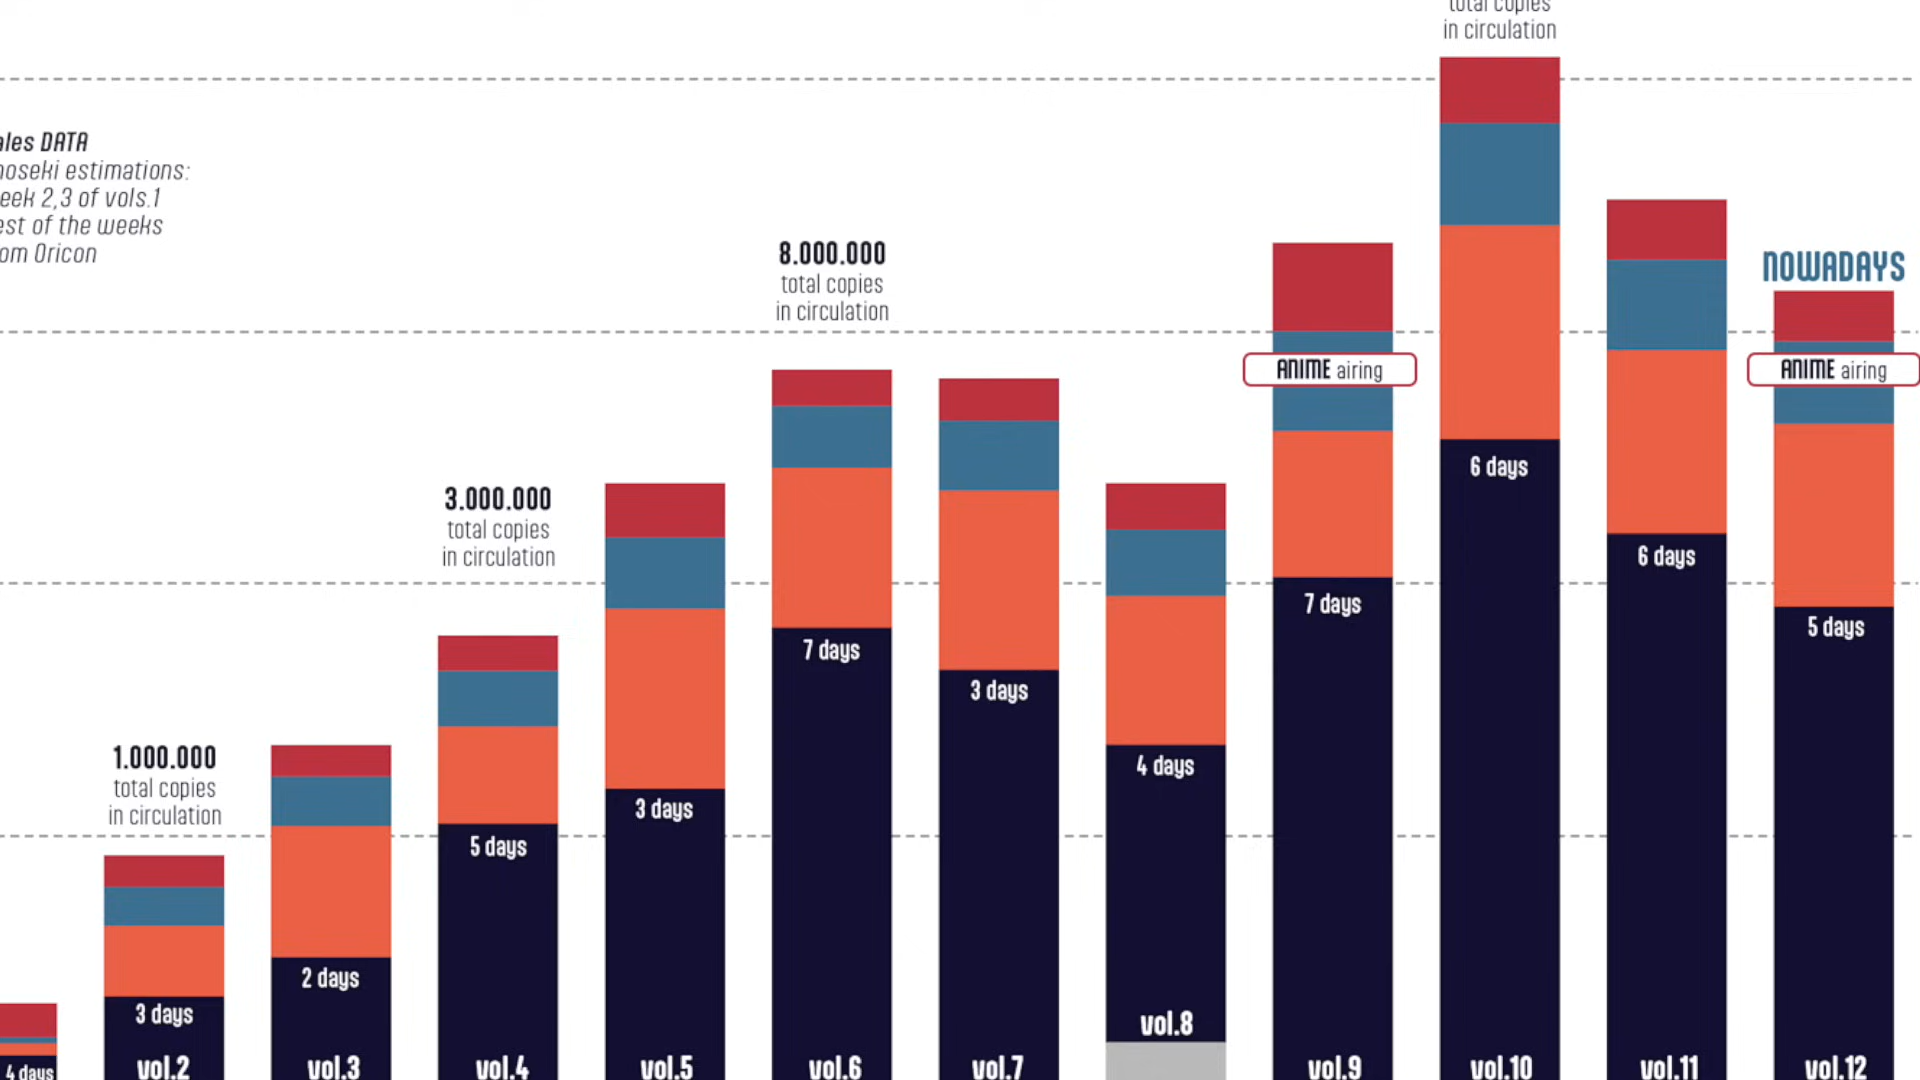 total copies
in circulation
ales DATA
noseki estimations:
eek 2,3 of vols.1
est of the weeks
om Oricon
8.000.000
total copies
in circulation
NOWADAYS
ANIME airing
ANIME airing
6 days
3.000.000
total copies
in circulation
6 days
7 days
5 days
7 days
3 days
1.000.000
total copies
in circulation
4 days
3 days
5 days
2 days
3 days
4 days
vol.2
vol.3
vol.4
vol.5
vol.6
vol.7
vol.8
vol.9
vol.10
vol.11
vol.12